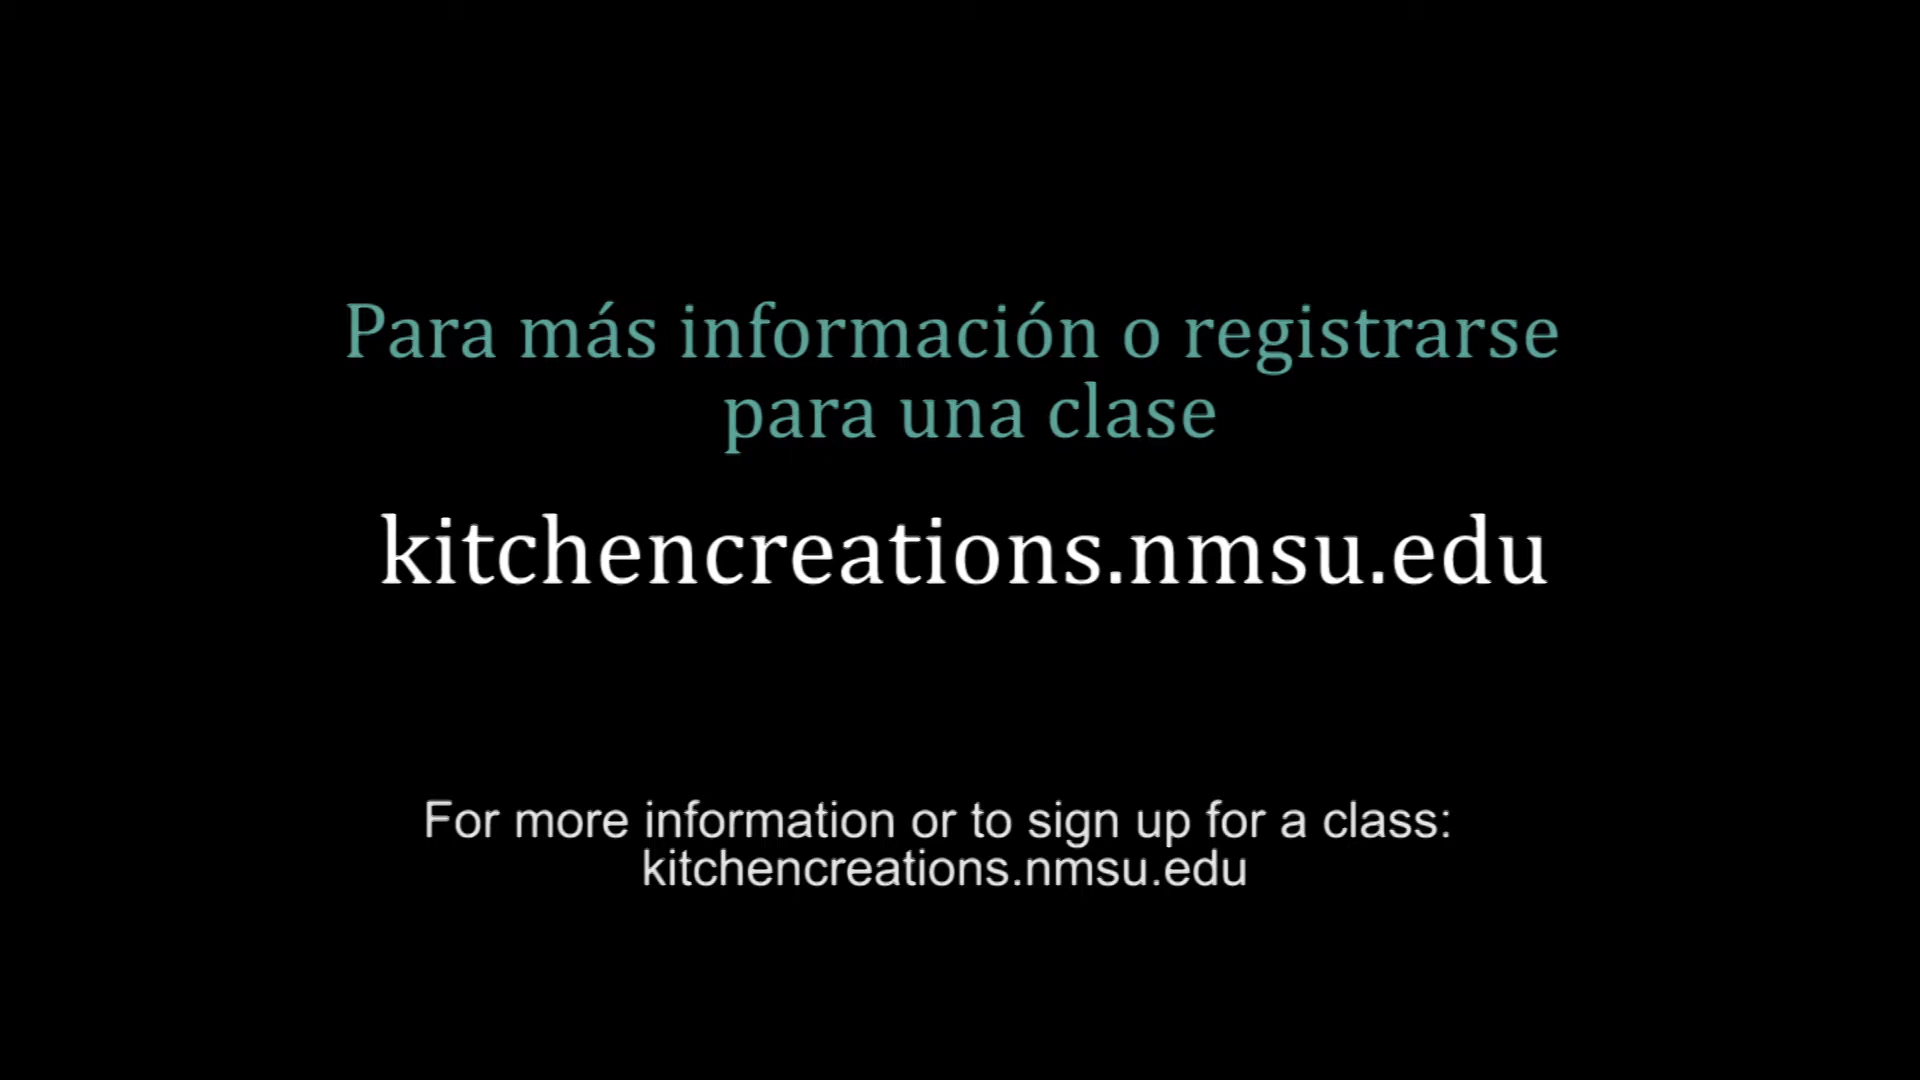 Para más información o registrarse
para una clase
kitchencreations.nmsu.edu
For more information or to sign up for a class:
kitchencreations.nmsu.edu